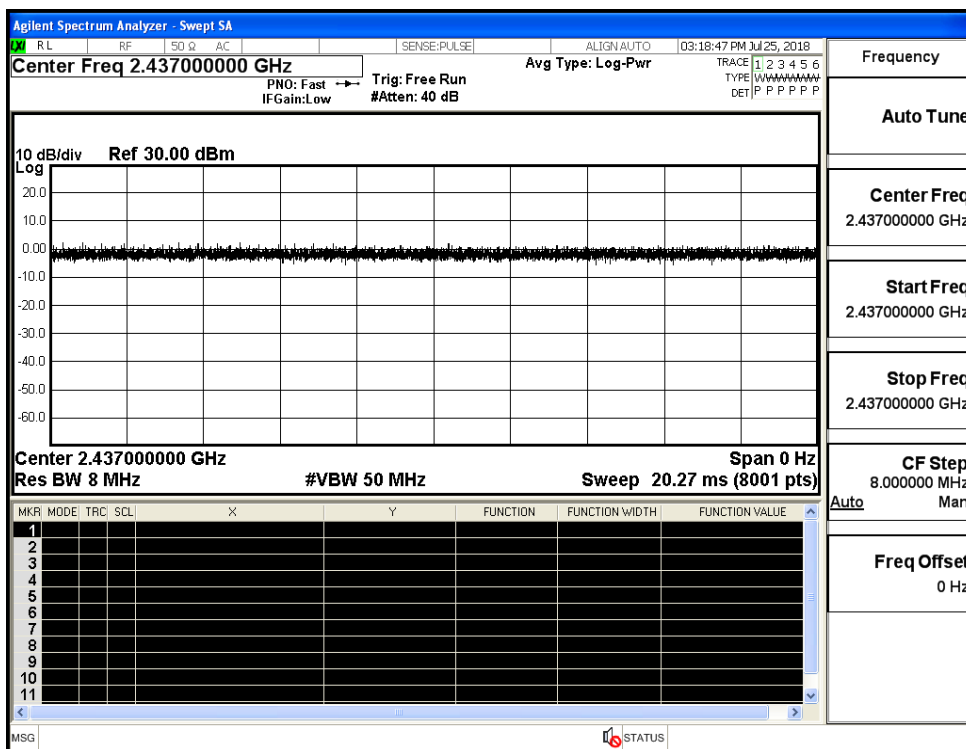 Agilent Spectrum Analyzer - Swept SA
LXI RL RF 50 Ω AC SENSE:PULSE ALIGN AUTO 03:18:47 PM Jul 25, 2018
Center Freq 2.437000000 GHz
PNO: Fast
IFGain:Low
Trig: Free Run
#Atten: 40 dB
Avg Type: Log-Pwr
TRACE 1 2 3 4 5 6
TYPE WWWWWW
DET P P P P P P
10 dB/div Ref 30.00 dBm
Log
20.0
10.0
0.00
-10.0
-20.0
-30.0
-40.0
-50.0
-60.0
Center 2.437000000 GHz Span 0 Hz
Res BW 8 MHz #VBW 50 MHz Sweep 20.27 ms (8001 pts)
MKR MODE TRC SCL X Y FUNCTION FUNCTION WIDTH FUNCTION VALUE
1
2
3
4
5
6
7
8
9
10
11
MSG STATUS
Frequency
Auto Tune
Center Freq
2.437000000 GHz
Start Freq
2.437000000 GHz
Stop Freq
2.437000000 GHz
CF Step
8.000000 MHz
Auto Man
Freq Offset
0 Hz